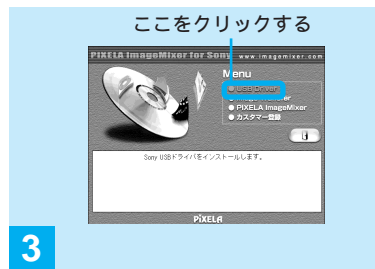 ここをクリックする
PIXELA ImageMixer for Sony www.imagemixer.com
Menu
USB Driver
PIXELA ImageMixer
カスタマー登録
Sony USBドライバをインストールします。
PIXELA
3